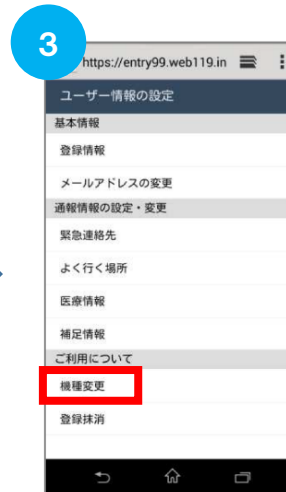 3
https://entry99.web119.in
ユーザー情報の設定
基本情報
登録情報
メールアドレスの変更
通報情報の設定・変更
緊急連絡先
よく行く場所
医療情報
補足情報
ご利用について
機種変更
登録抹消